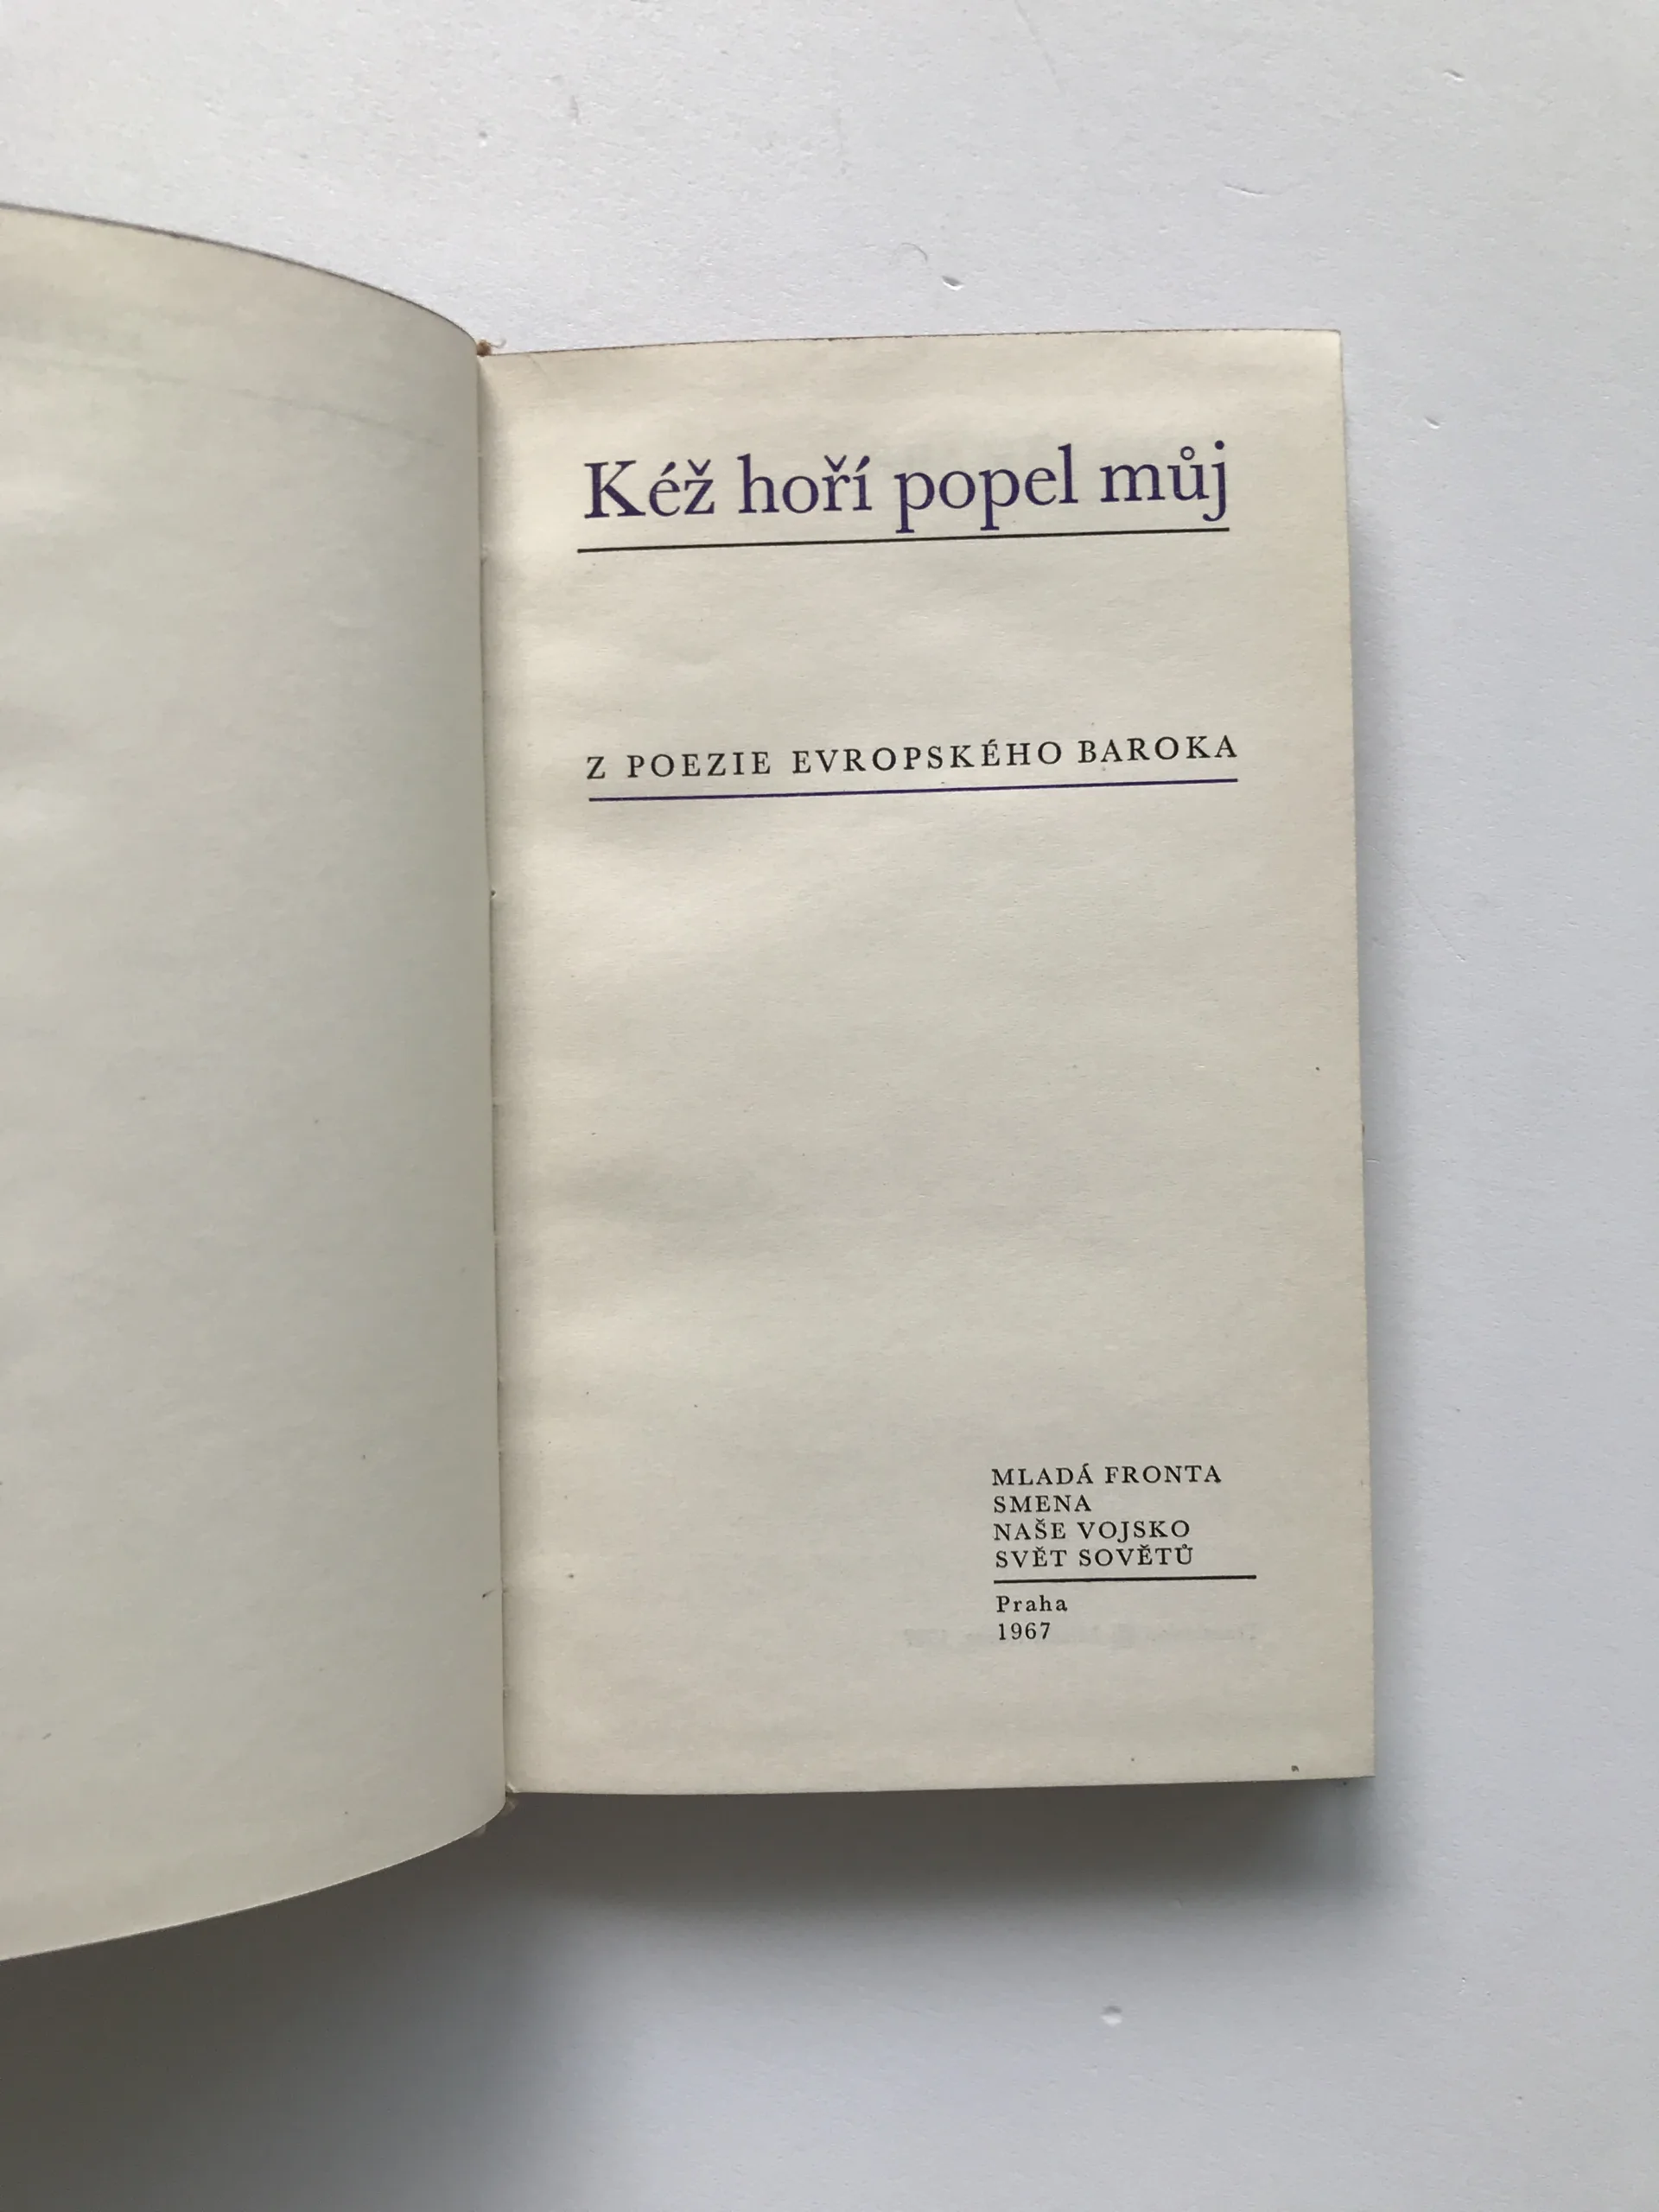 Kéž hoří popel můj
Z POEZIE EVROPSKÉHO BAROKA
MLADÁ FRONTA
SMENA
NAŠE VOJSKO
SVĚT SOVĚTŮ
Praha
1967